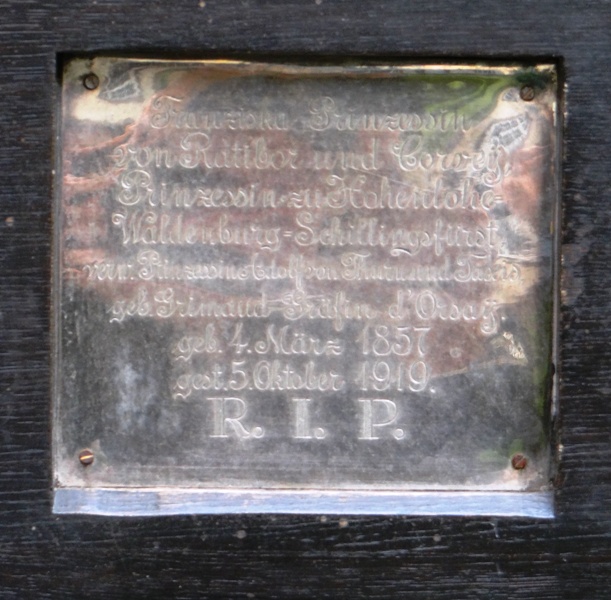 Franziska Prinzessin
von Ratibor und Corvey,
Prinzessin zu Hohenlohe-
Waldenburg-Schillingsfürst,
verw. Prinzessin Adolf von Thurn und Taxis
geb. Grimaud Gräfin d'Orsay.
geb. 4. März 1857
gest. 5. Oktober 1919.
R. I. P.